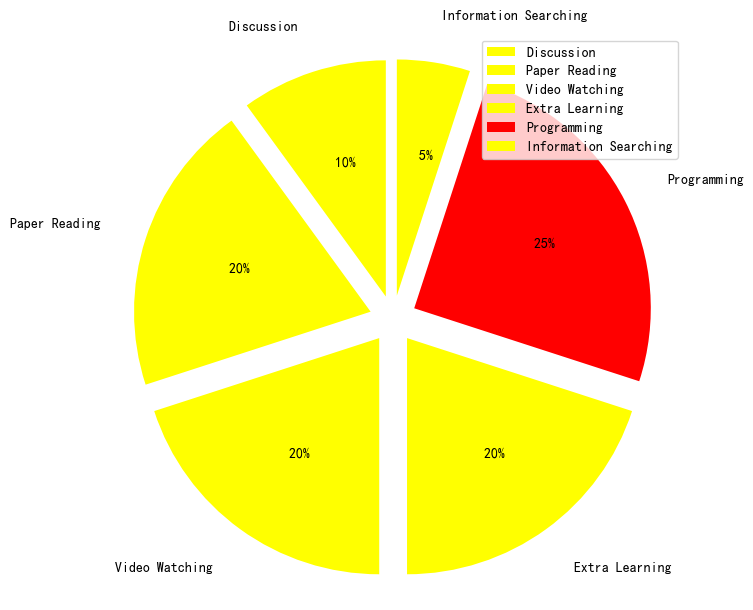 Information Searching
Discussion
Discussion
Paper Reading
Video Watching
Extra Learning
Programming
Information Searching
5%
10%
Programming
Paper Reading
25%
20%
20%
20%
Video Watching
Extra Learning